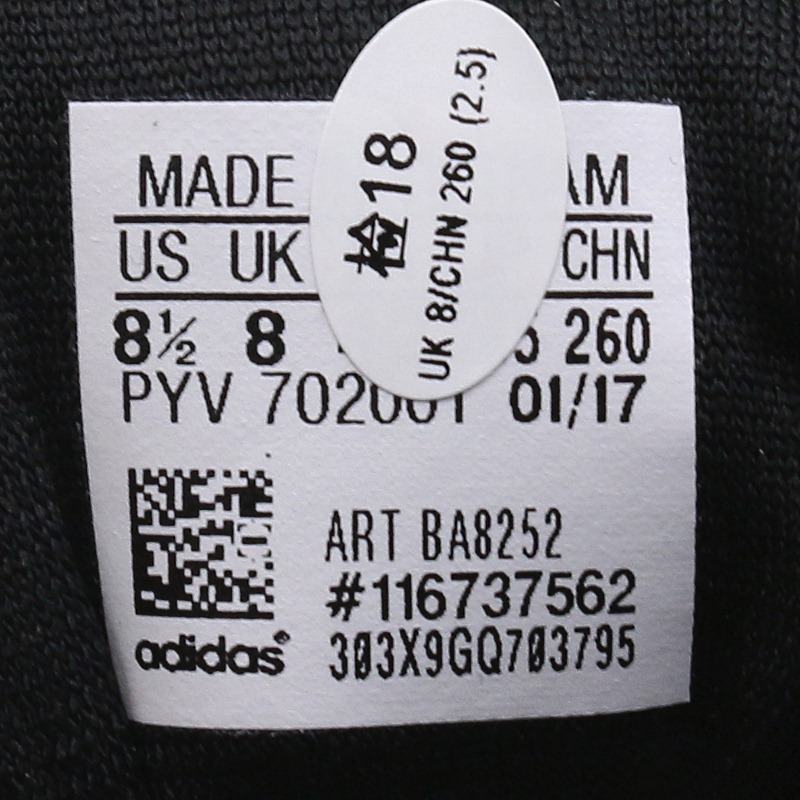 检18
UK 8/CHN 260 (2.5)
MADE
US UK CHN
8½ 8 260
PYV 702001 01/17
ART BA8252
#116737562
303X9GQ703795
adidas®